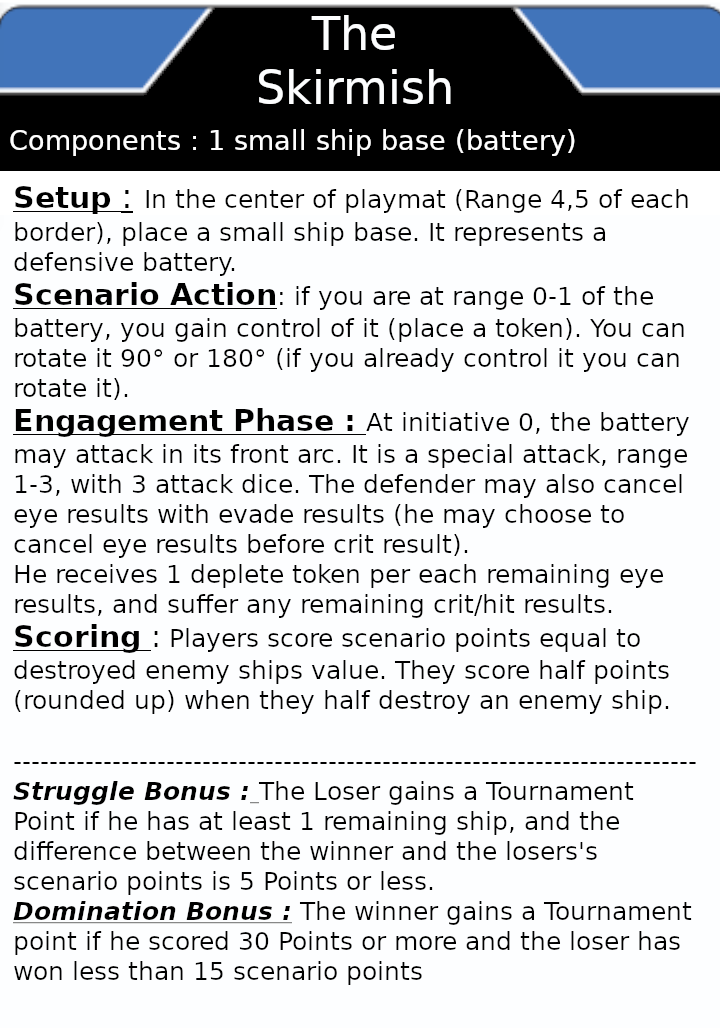 The
Skirmish
Components : 1 small ship base (battery)
Setup : In the center of playmat (Range 4,5 of each
border), place a small ship base. It represents a
defensive battery.
Scenario Action: if you are at range 0-1 of the
battery, you gain control of it (place a token). You can
rotate it 90° or 180° (if you already control it you can
rotate it).
Engagement Phase : At initiative 0, the battery
may attack in its front arc. It is a special attack, range
1-3, with 3 attack dice. The defender may also cancel
eye results with evade results (he may choose to
cancel eye results before crit result).
He receives 1 deplete token per each remaining eye
results, and suffer any remaining crit/hit results.
Scoring : Players score scenario points equal to
destroyed enemy ships value. They score half points
(rounded up) when they half destroy an enemy ship.
----------------------------------------------------------------------------
Struggle Bonus : The Loser gains a Tournament
Point if he has at least 1 remaining ship, and the
difference between the winner and the losers's
scenario points is 5 Points or less.
Domination Bonus : The winner gains a Tournament
point if he scored 30 Points or more and the loser has
won less than 15 scenario points